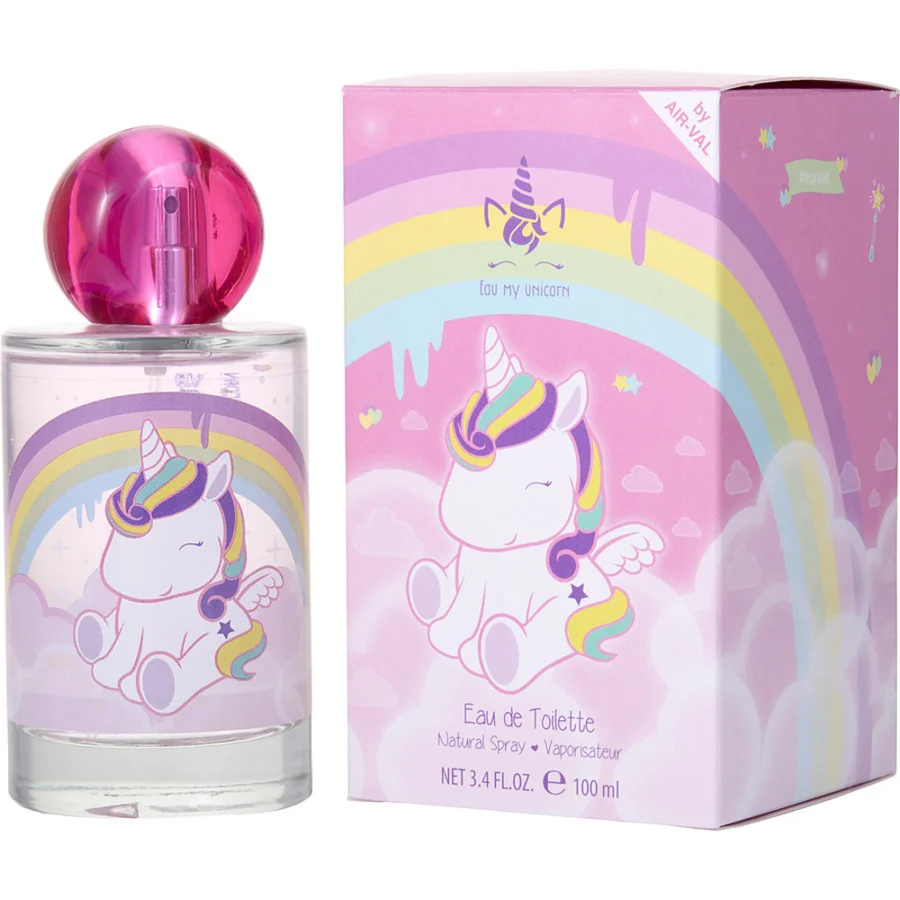 by
AIR-VAL
Eau my unicorn
Eau de Toilette
Natural Spray • Vaporisateur
NET 3.4 FL.OZ. e 100 ml